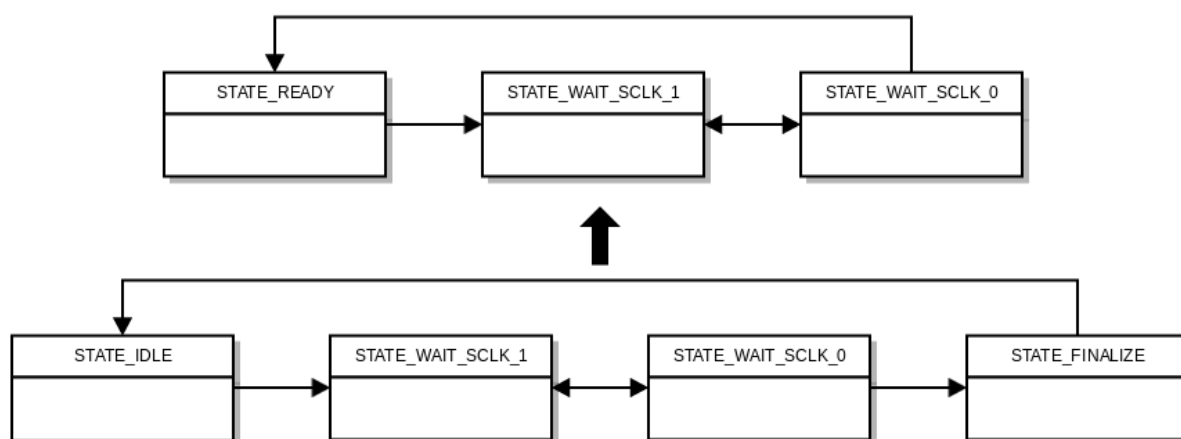 STATE_READY
STATE_WAIT_SCLK_1
STATE_WAIT_SCLK_0
STATE_IDLE
STATE_WAIT_SCLK_1
STATE_WAIT_SCLK_0
STATE_FINALIZE